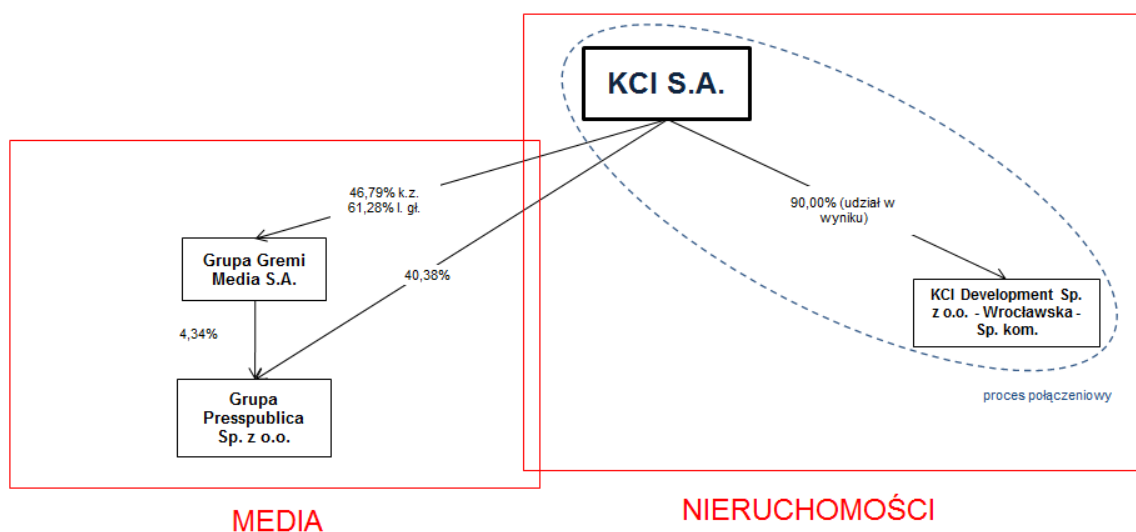 KCI S.A.
46,79% k.z.
61,28% l. gł.
90,00% (udział w
wyniku)
Grupa Gremi
Media S.A.
40,38%
KCI Development Sp.
z o.o. - Wrocławska -
Sp. kom.
4,34%
Grupa
Presspublica
Sp. z o.o.
proces połączeniowy
MEDIA
NIERUCHOMOŚCI